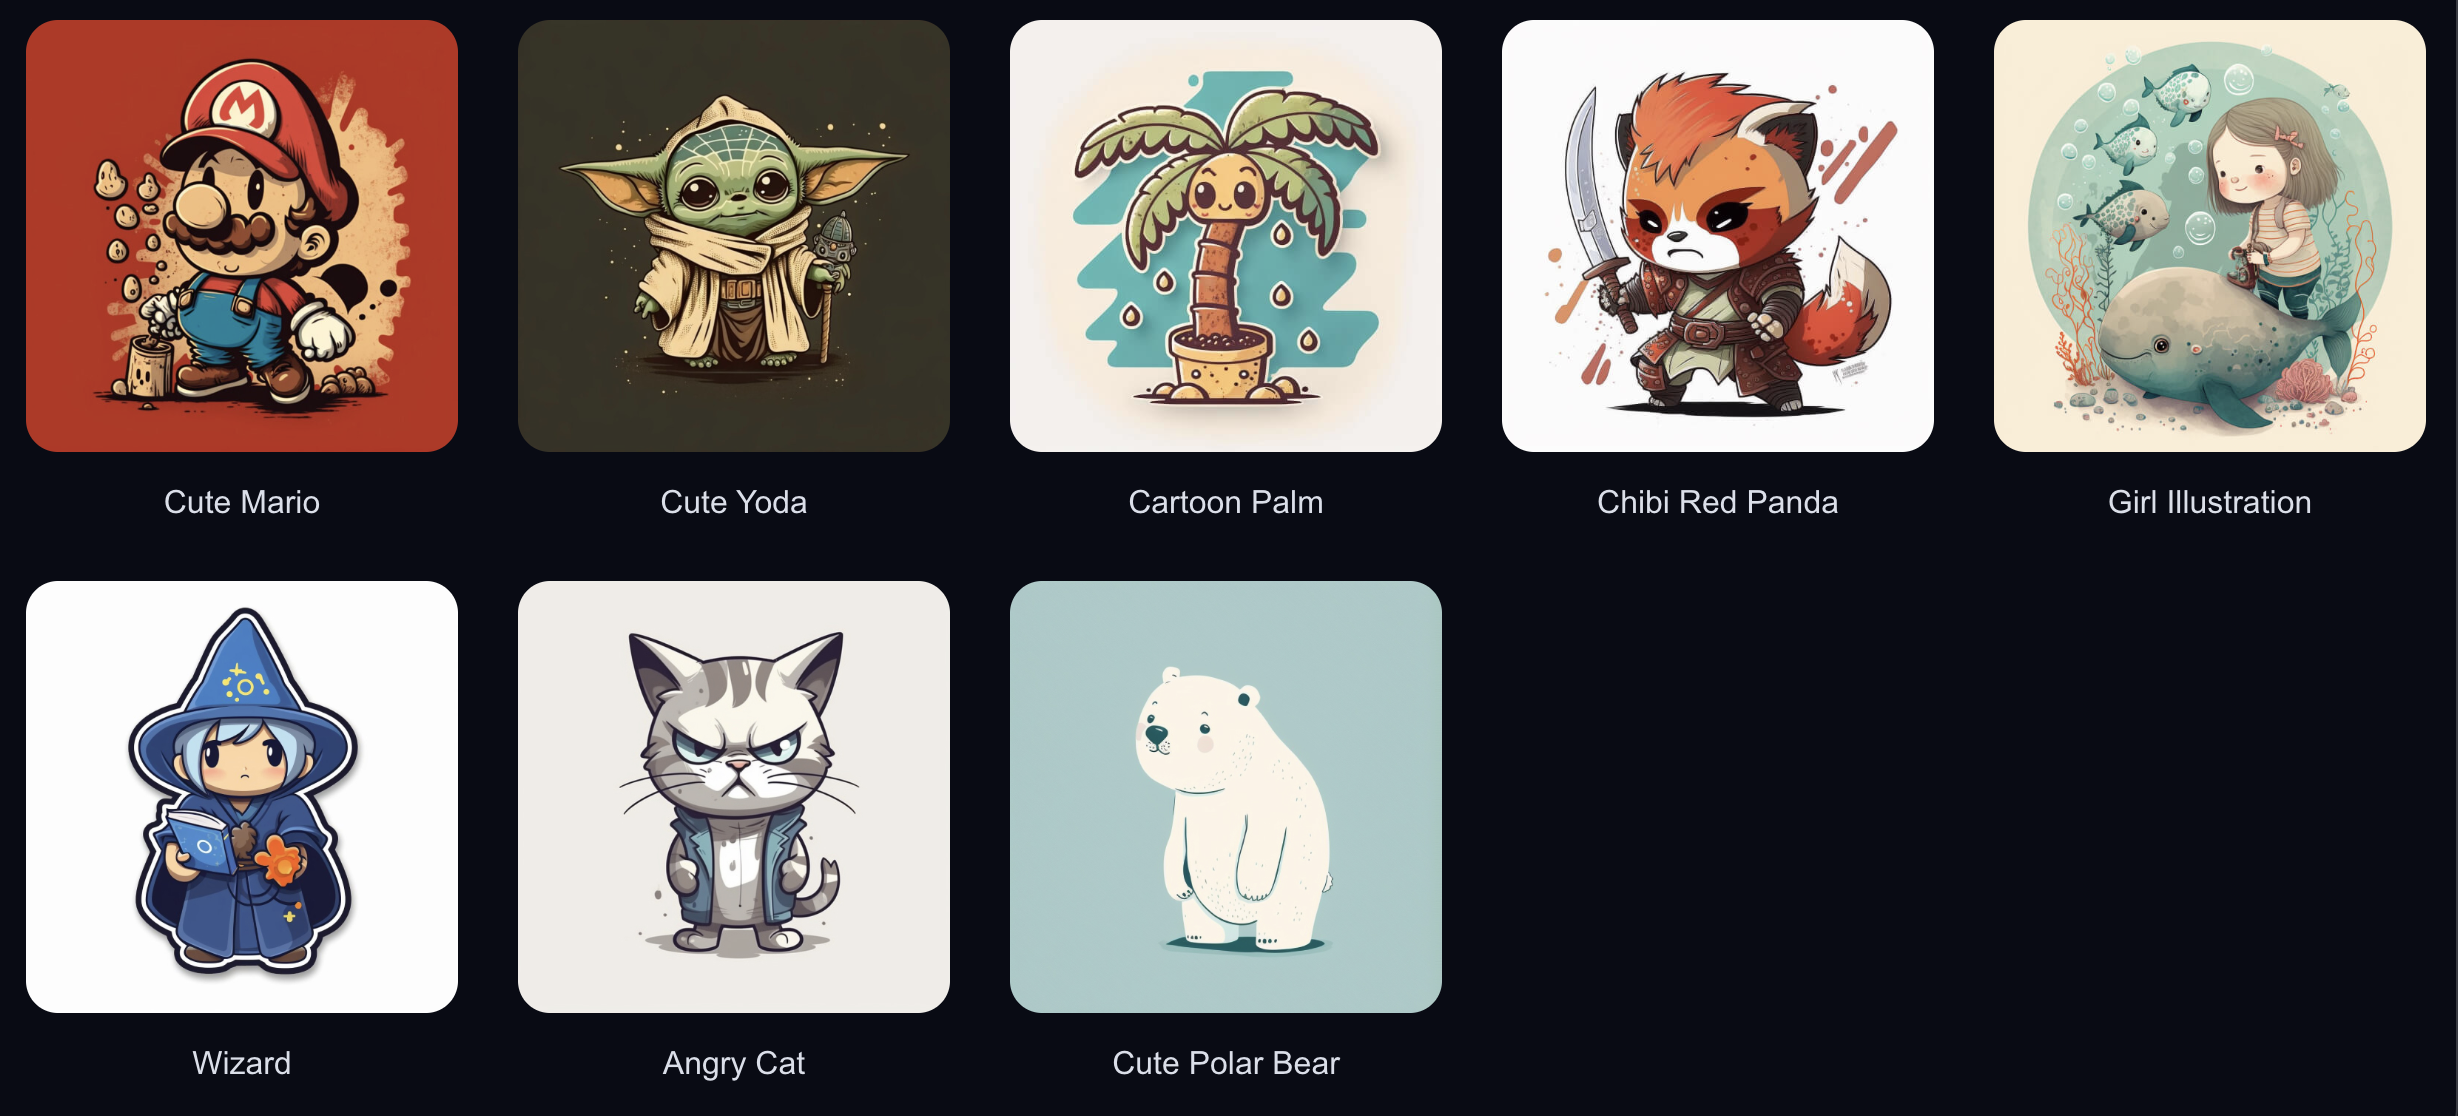 M
Cute Mario
Cute Yoda
Cartoon Palm
Chibi Red Panda
Girl Illustration
Wizard
Angry Cat
Cute Polar Bear